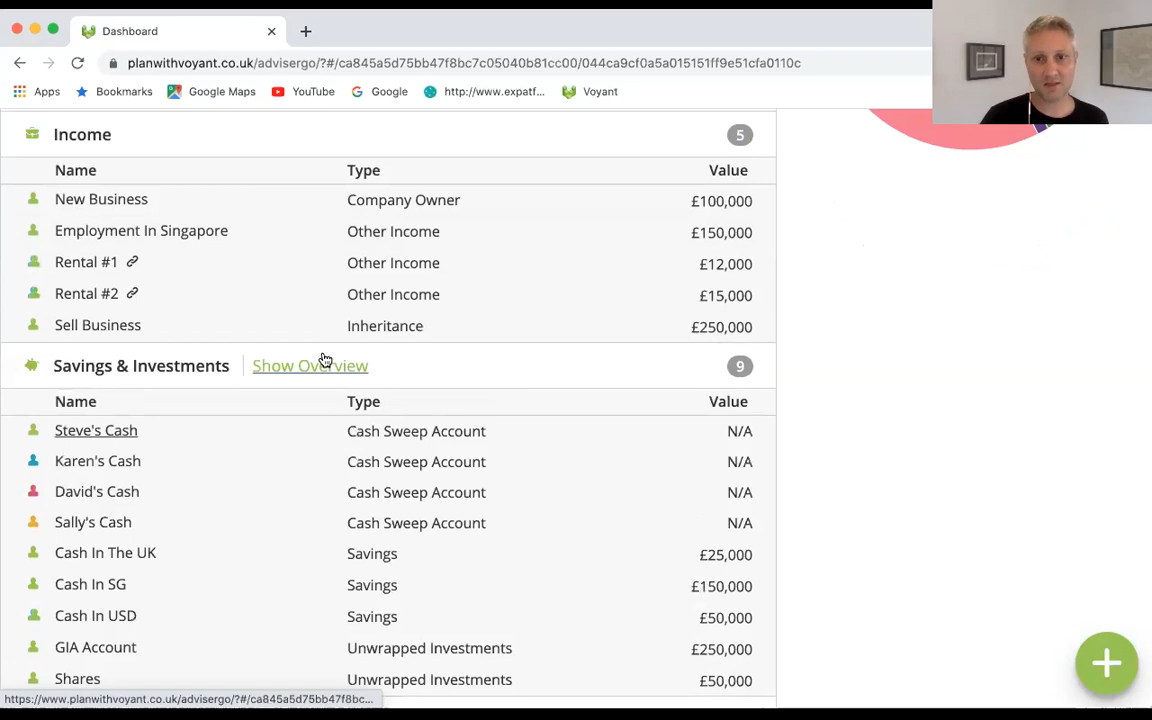 Dashboard
planwithvoyant.co.uk/advisergo/?#/ca845a5d75bb47f8bc7c05040b81cc00/044ca9cf0a5a015151ff9e51cfa0110c
Apps Bookmarks Google Maps YouTube Google http://www.expatf... Voyant
Income 5
Name Type Value
New Business Company Owner £100,000
Employment In Singapore Other Income £150,000
Rental #1 Other Income £12,000
Rental #2 Other Income £15,000
Sell Business Inheritance £250,000
Savings & Investments Show Overview 9
Name Type Value
Steve's Cash Cash Sweep Account N/A
Karen's Cash Cash Sweep Account N/A
David's Cash Cash Sweep Account N/A
Sally's Cash Cash Sweep Account N/A
Cash In The UK Savings £25,000
Cash In SG Savings £150,000
Cash In USD Savings £50,000
GIA Account Unwrapped Investments £250,000
Shares Unwrapped Investments £50,000
https://www.planwithvoyant.co.uk/advisergo/?#/ca845a5d75bb47f8bc...